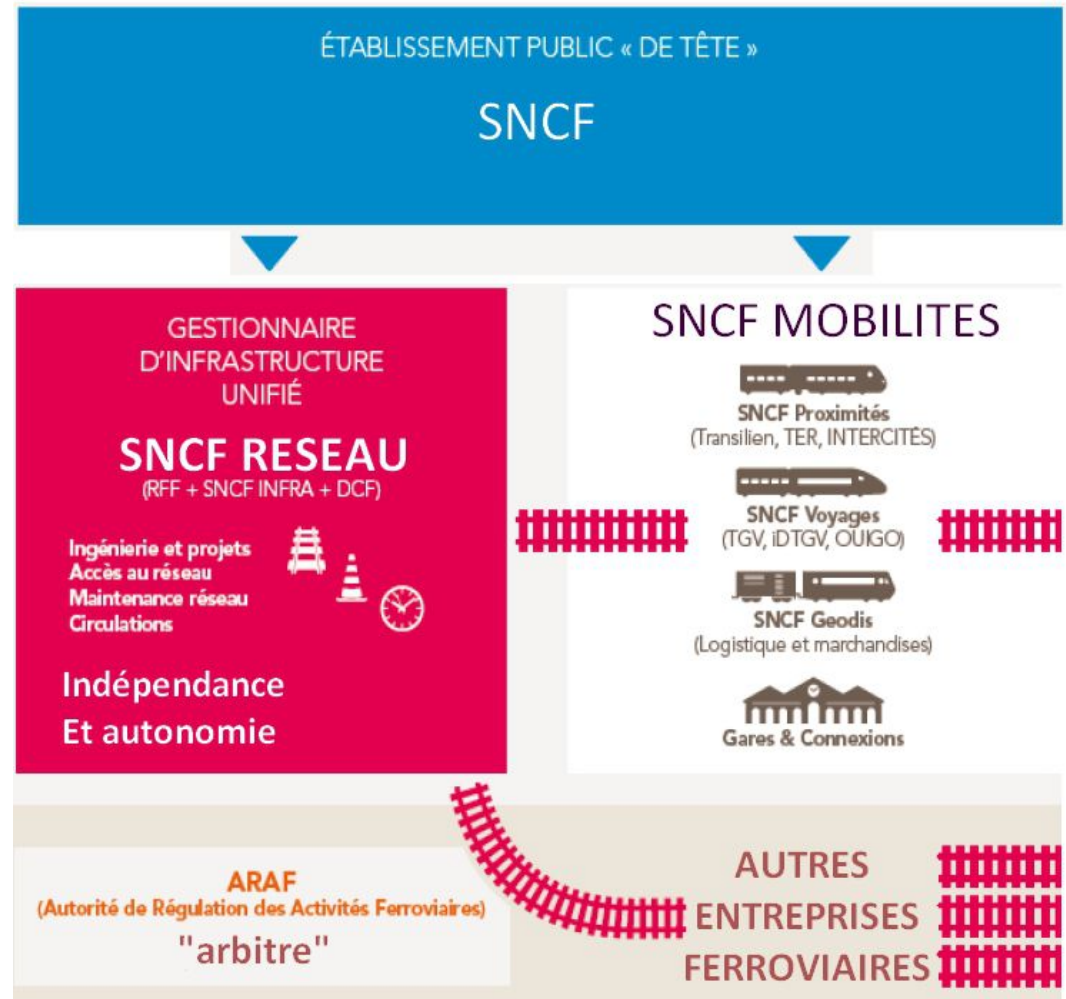 ÉTABLISSEMENT PUBLIC « DE TÊTE »
SNCF
GESTIONNAIRE
D'INFRASTRUCTURE
UNIFIÉ
SNCF RESEAU
(RFF + SNCF INFRA + DCF)
Ingénierie et projets
Accès au réseau
Maintenance réseau
Circulations
Indépendance
Et autonomie
SNCF MOBILITES
SNCF Proximités
(Transilien, TER, INTERCITÉS)
SNCF Voyages
(TGV, iDTGV, OUIGO)
SNCF Geodis
(Logistique et marchandises)
Gares & Connexions
ARAF
(Autorité de Régulation des Activités Ferroviaires)
"arbitre"
AUTRES
ENTREPRISES
FERROVIAIRES